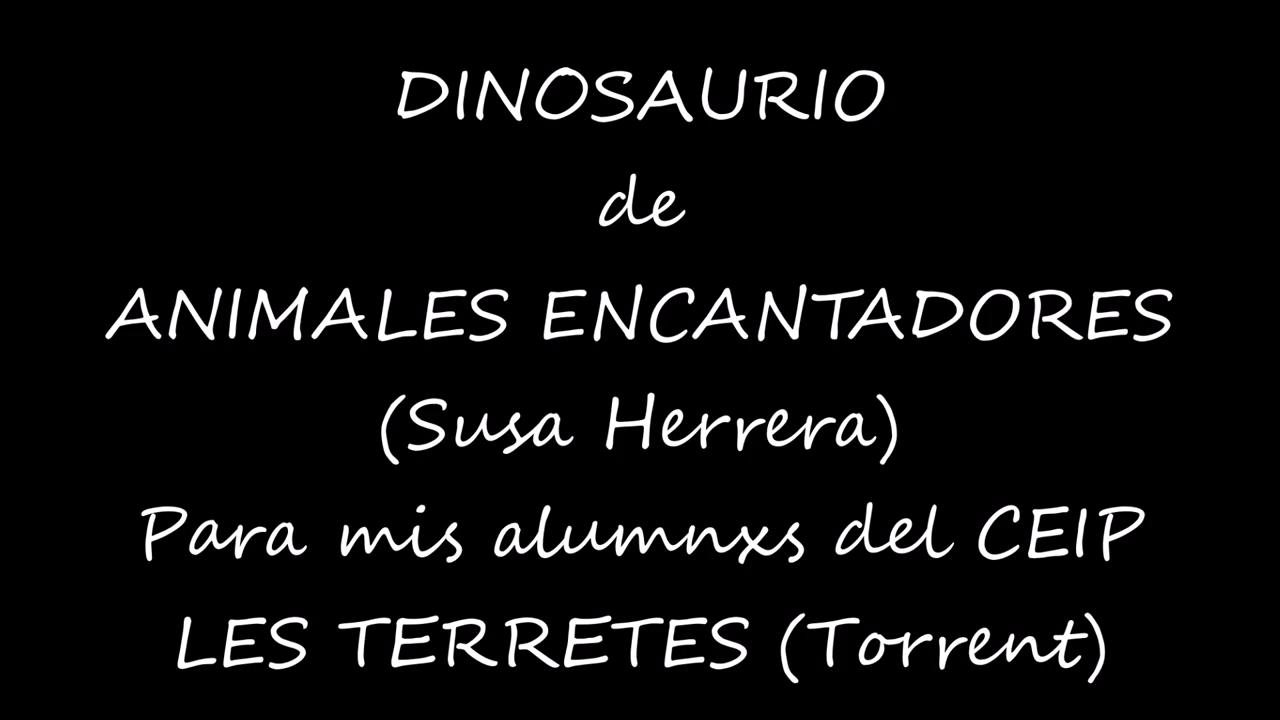 DINOSAURIO
de
ANIMALES ENCANTADORES
(Susa Herrera)
Para mis alumnxs del CEIP
LES TERRETES (Torrent)